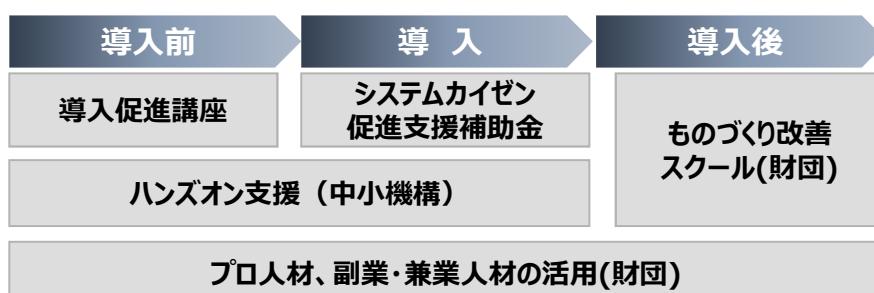 導入前
導 入
導入後
導入促進講座
システムカイゼン
促進支援補助金
ものづくり改善
スクール(財団)
ハンズオン支援（中小機構）
プロ人材、副業・兼業人材の活用(財団)